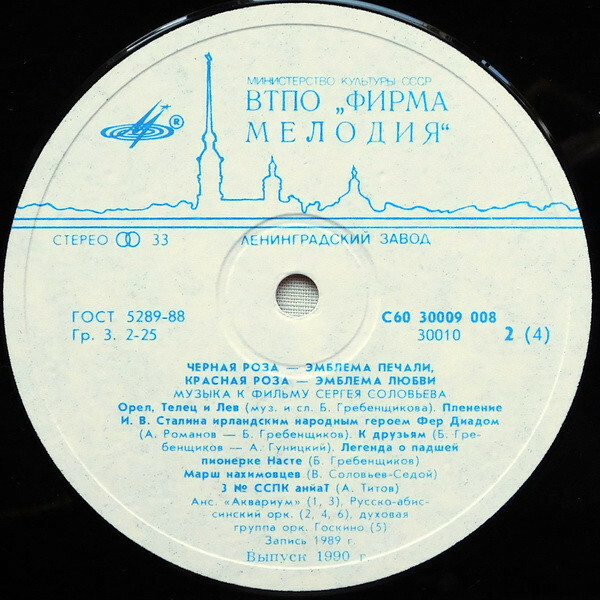 МИНИСТЕРСТВО КУЛЬТУРЫ СССР
ВТПО „ФИРМА
МЕЛОДИЯ“
®
СТЕРЕО 33
ЛЕНИНГРАДСКИЙ ЗАВОД
ГОСТ 5289-88
Гр. 3. 2-25
С60 30009 008
30010 2 (4)
ЧЕРНАЯ РОЗА — ЭМБЛЕМА ПЕЧАЛИ,
КРАСНАЯ РОЗА — ЭМБЛЕМА ЛЮБВИ
МУЗЫКА К ФИЛЬМУ СЕРГЕЯ СОЛОВЬЕВА
Орел, Телец и Лев (муз. и сл. Б. Гребенщикова). Пленение
И. В. Сталина ирландским народным героем Фер Диадом
(А. Романов — Б. Гребенщиков). К друзьям (Б. Гре-
бенщиков — А. Гуницкий). Легенда о падшей
пионерке Насте (Б. Гребенщиков)
Марш нахимовцев (В. Соловьев-Седой)
3 № ССПК анйаТ (А. Титов)
Анс. «Аквариум» (1, 3), Русско-абис-
синский орк. (2, 4, 6), духовая
группа орк. Госкино (5)
Запись 1989 г.
Выпуск 1990 г.